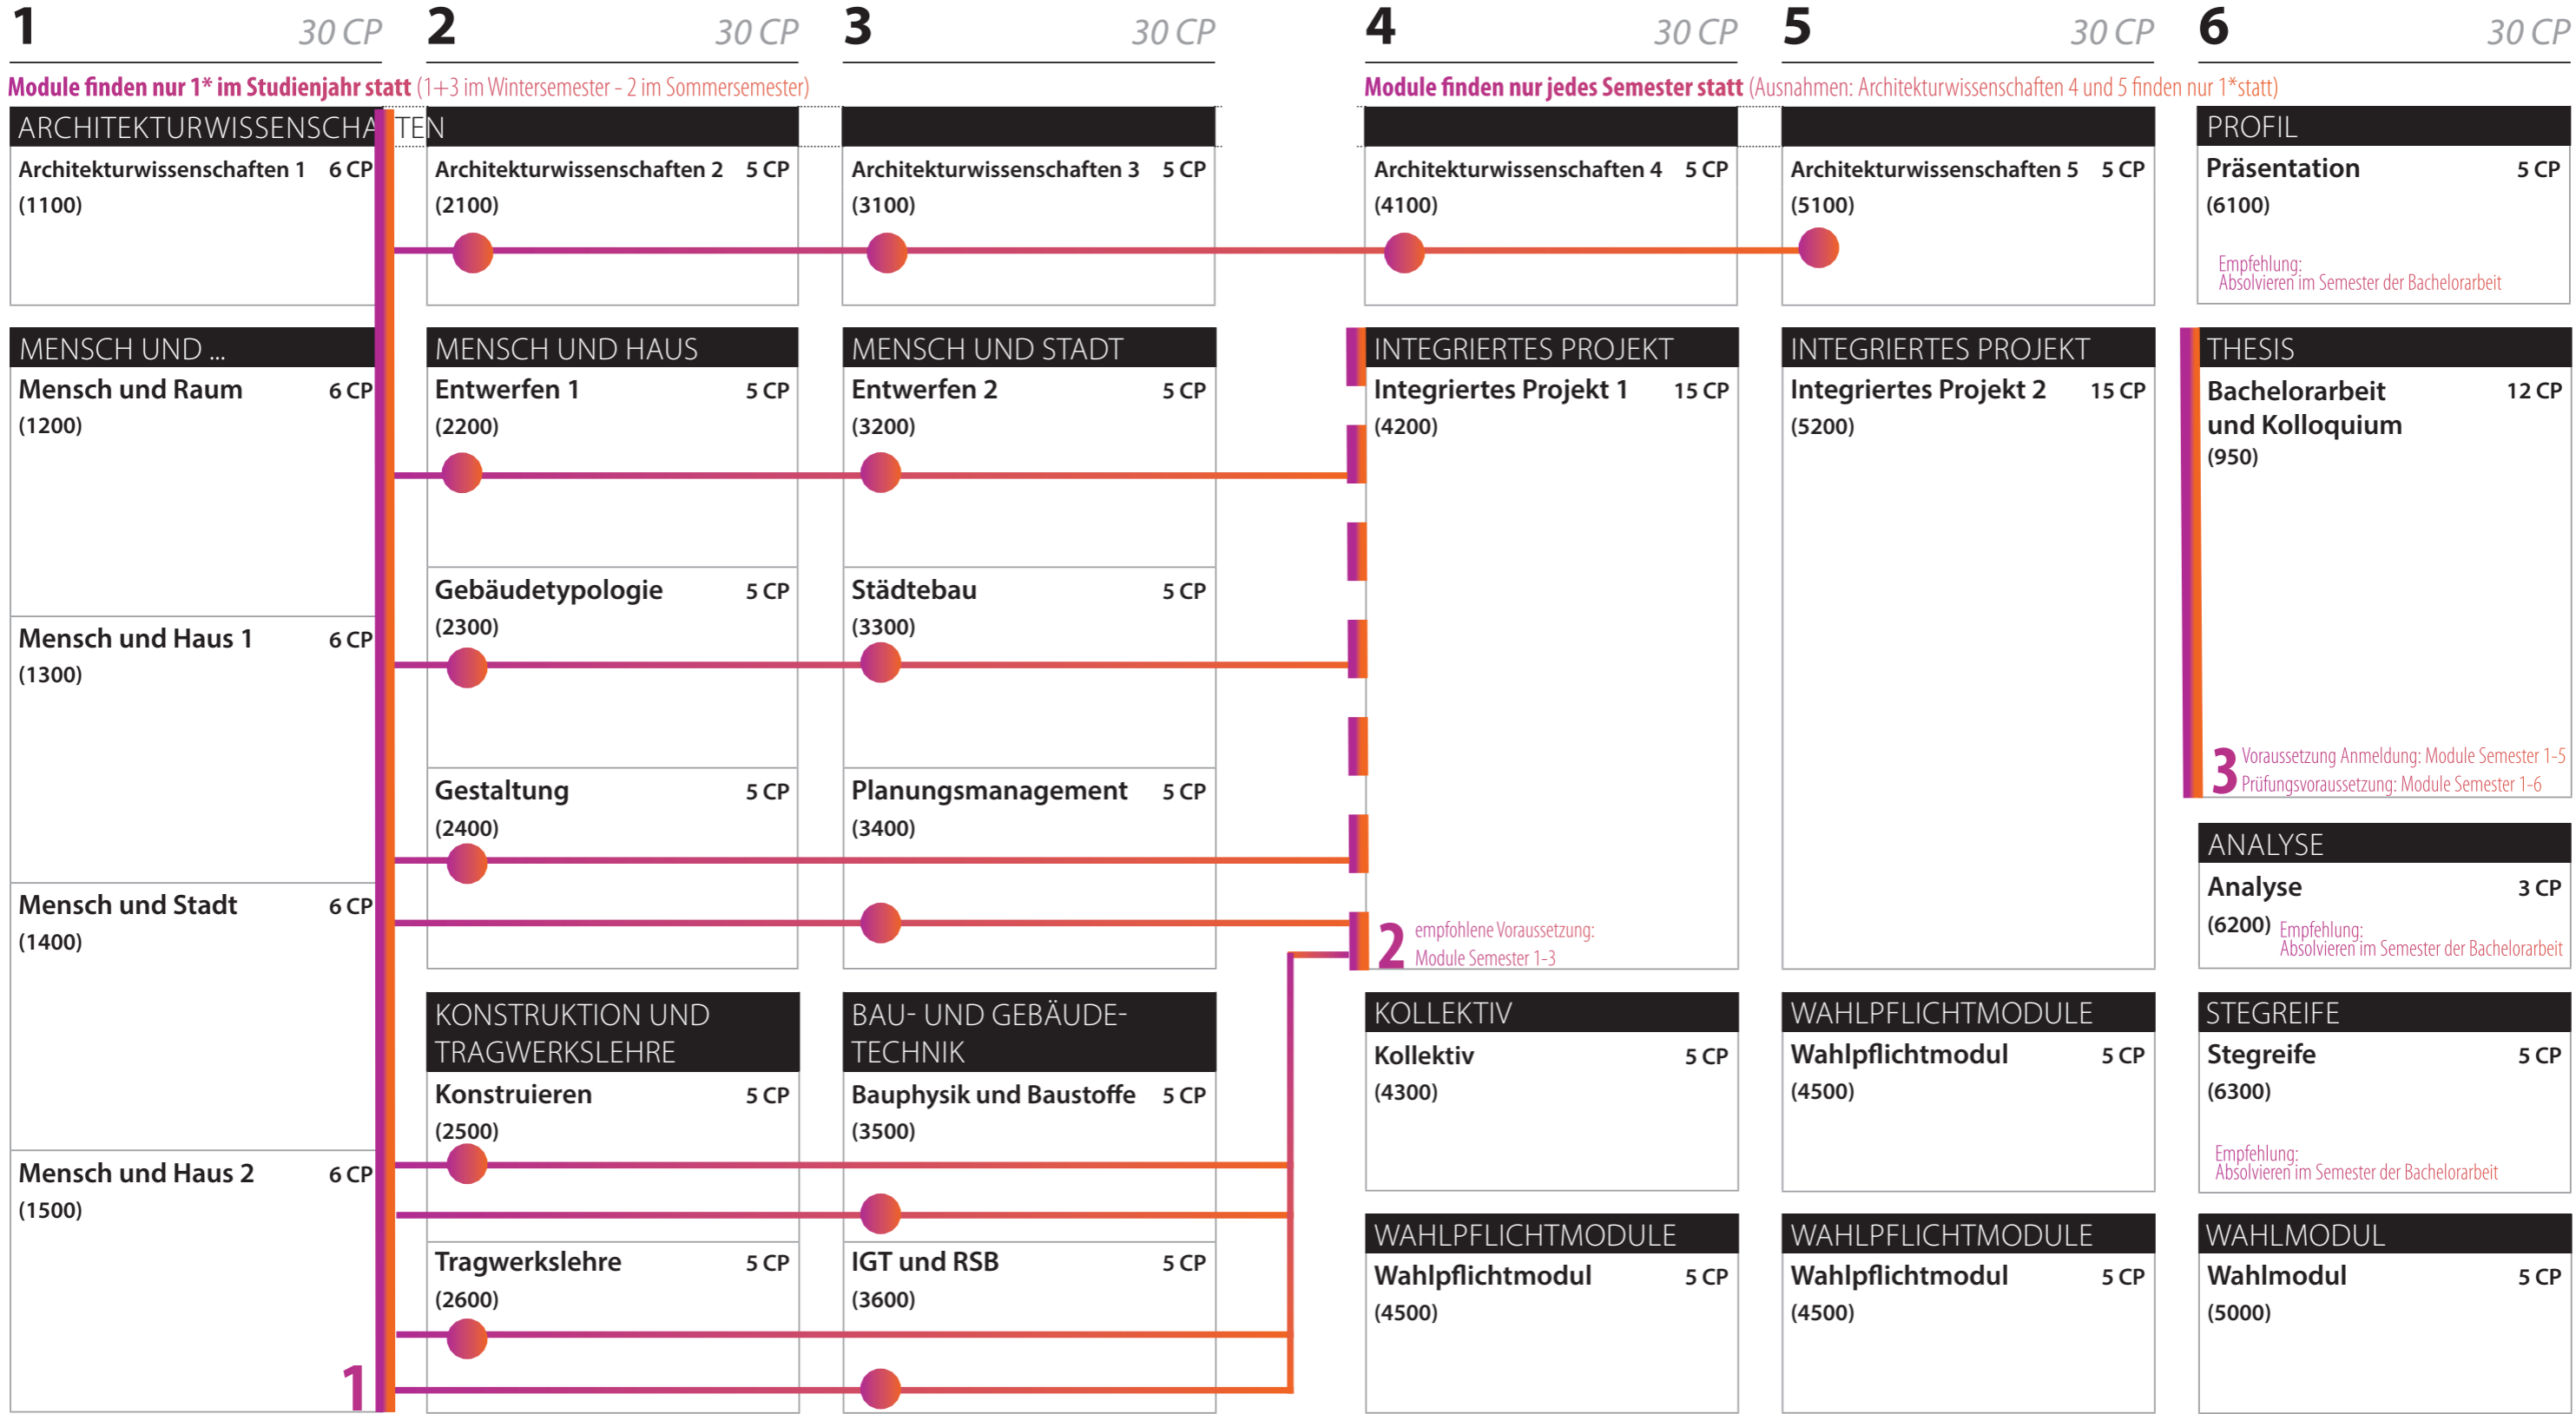 1 30 CP
2 30 CP
3 30 CP
4 30 CP
5 30 CP
6 30 CP
Module finden nur 1* im Studienjahr statt (1+3 im Wintersemester - 2 im Sommersemester)
Module finden nur jedes Semester statt (Ausnahmen: Architekturwissenschaften 4 und 5 finden nur 1*statt)
ARCHITEKTURWISSENSCHAFTEN
Architekturwissenschaften 1 6 CP
(1100)
Architekturwissenschaften 2 5 CP
(2100)
Architekturwissenschaften 3 5 CP
(3100)
Architekturwissenschaften 4 5 CP
(4100)
Architekturwissenschaften 5 5 CP
(5100)
PROFIL
Präsentation 5 CP
(6100)
Empfehlung:
Absolvieren im Semester der Bachelorarbeit
MENSCH UND ...
Mensch und Raum 6 CP
(1200)
Mensch und Haus 1 6 CP
(1300)
Mensch und Stadt 6 CP
(1400)
Mensch und Haus 2 6 CP
(1500)
1
MENSCH UND HAUS
Entwerfen 1 5 CP
(2200)
Gebäudetypologie 5 CP
(2300)
Gestaltung 5 CP
(2400)
KONSTRUKTION UND
TRAGWERKSLEHRE
Konstruieren 5 CP
(2500)
Tragwerkslehre 5 CP
(2600)
MENSCH UND STADT
Entwerfen 2 5 CP
(3200)
Städtebau 5 CP
(3300)
Planungsmanagement 5 CP
(3400)
BAU- UND GEBÄUDE-
TECHNIK
Bauphysik und Baustoffe 5 CP
(3500)
IGT und RSB 5 CP
(3600)
INTEGRIERTES PROJEKT
Integriertes Projekt 1 15 CP
(4200)
2 empfohlene Voraussetzung:
Module Semester 1-3
KOLLEKTIV
Kollektiv 5 CP
(4300)
WAHLPFLICHTMODULE
Wahlpflichtmodul 5 CP
(4500)
INTEGRIERTES PROJEKT
Integriertes Projekt 2 15 CP
(5200)
WAHLPFLICHTMODULE
Wahlpflichtmodul 5 CP
(4500)
WAHLPFLICHTMODULE
Wahlpflichtmodul 5 CP
(4500)
THESIS
Bachelorarbeit 12 CP
und Kolloquium
(950)
3 Voraussetzung Anmeldung: Module Semester 1-5
Prüfungsvoraussetzung: Module Semester 1-6
ANALYSE
Analyse 3 CP
(6200) Empfehlung:
Absolvieren im Semester der Bachelorarbeit
STEGREIFE
Stegreife 5 CP
(6300)
Empfehlung:
Absolvieren im Semester der Bachelorarbeit
WAHLMODUL
Wahlmodul 5 CP
(5000)